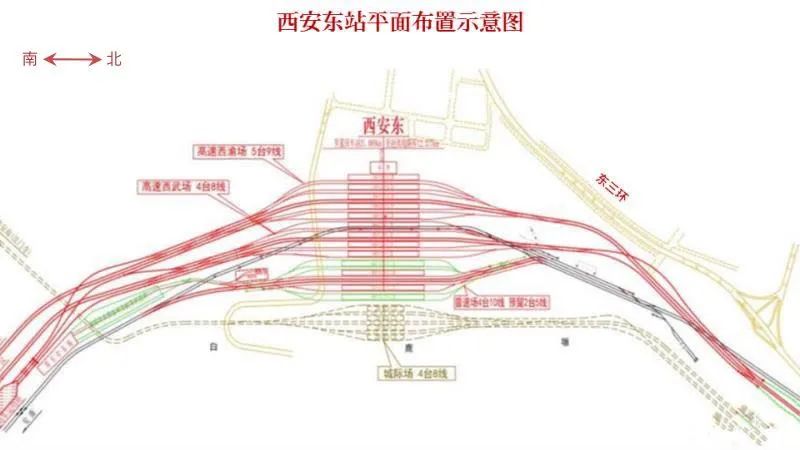 西安东站平面布置示意图
南 北
西安东
高速西渝场 5台9线
高速西武场 4台8线
东三环
普速场4台10线 预留2台6线
白 鹿 塬
城际场 4台8线